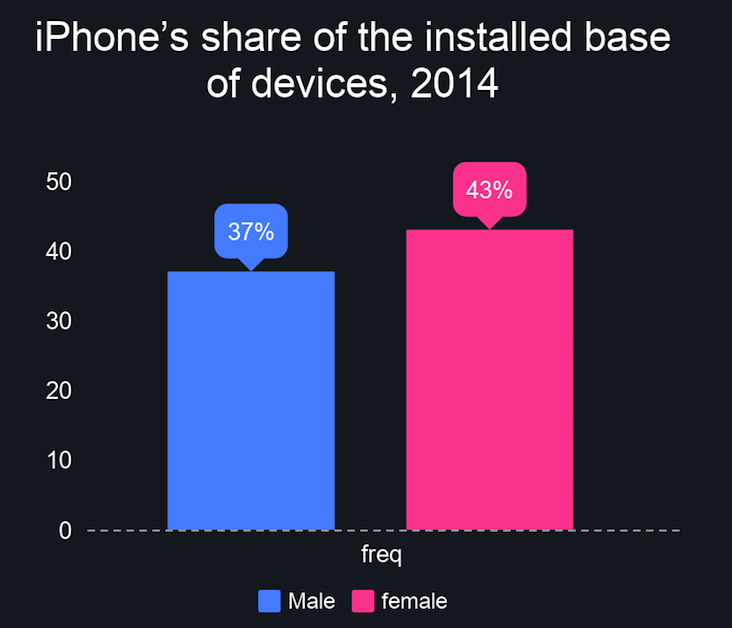 iPhone’s share of the installed base
of devices, 2014
50
40
30
20
10
0
37%
43%
freq
Male female